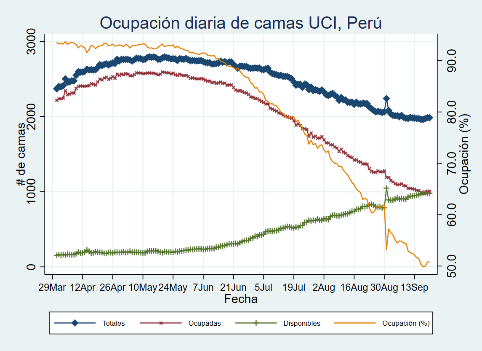 Ocupación diaria de camas UCI, Perú
# de camas
3000
2000
1000
0
Ocupación (%)
90.0
80.0
70.0
60.0
50.0
29Mar 12Apr 26Apr 10May 24May 7Jun 21Jun 5Jul 19Jul 2Aug 16Aug 30Aug 13Sep
Fecha
Totales Ocupadas Disponibles Ocupación (%)